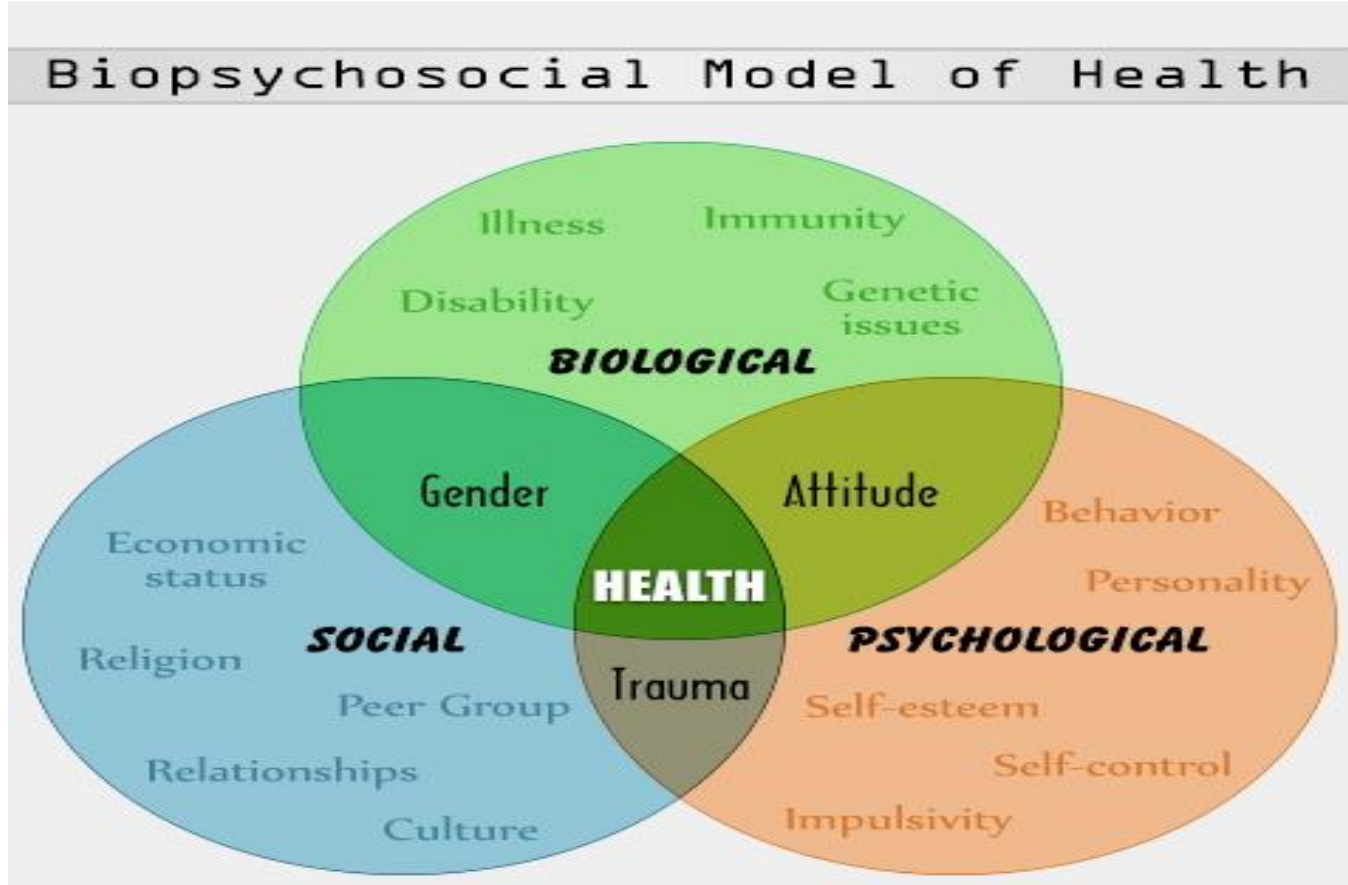 Biopsychosocial Model of Health
Illness
Immunity
Disability
Genetic
issues
BIOLOGICAL
Gender
Attitude
Economic
status
Behavior
Personality
HEALTH
SOCIAL
PSYCHOLOGICAL
Religion
Trauma
Peer Group
Self-esteem
Relationships
Self-control
Culture
Impulsivity